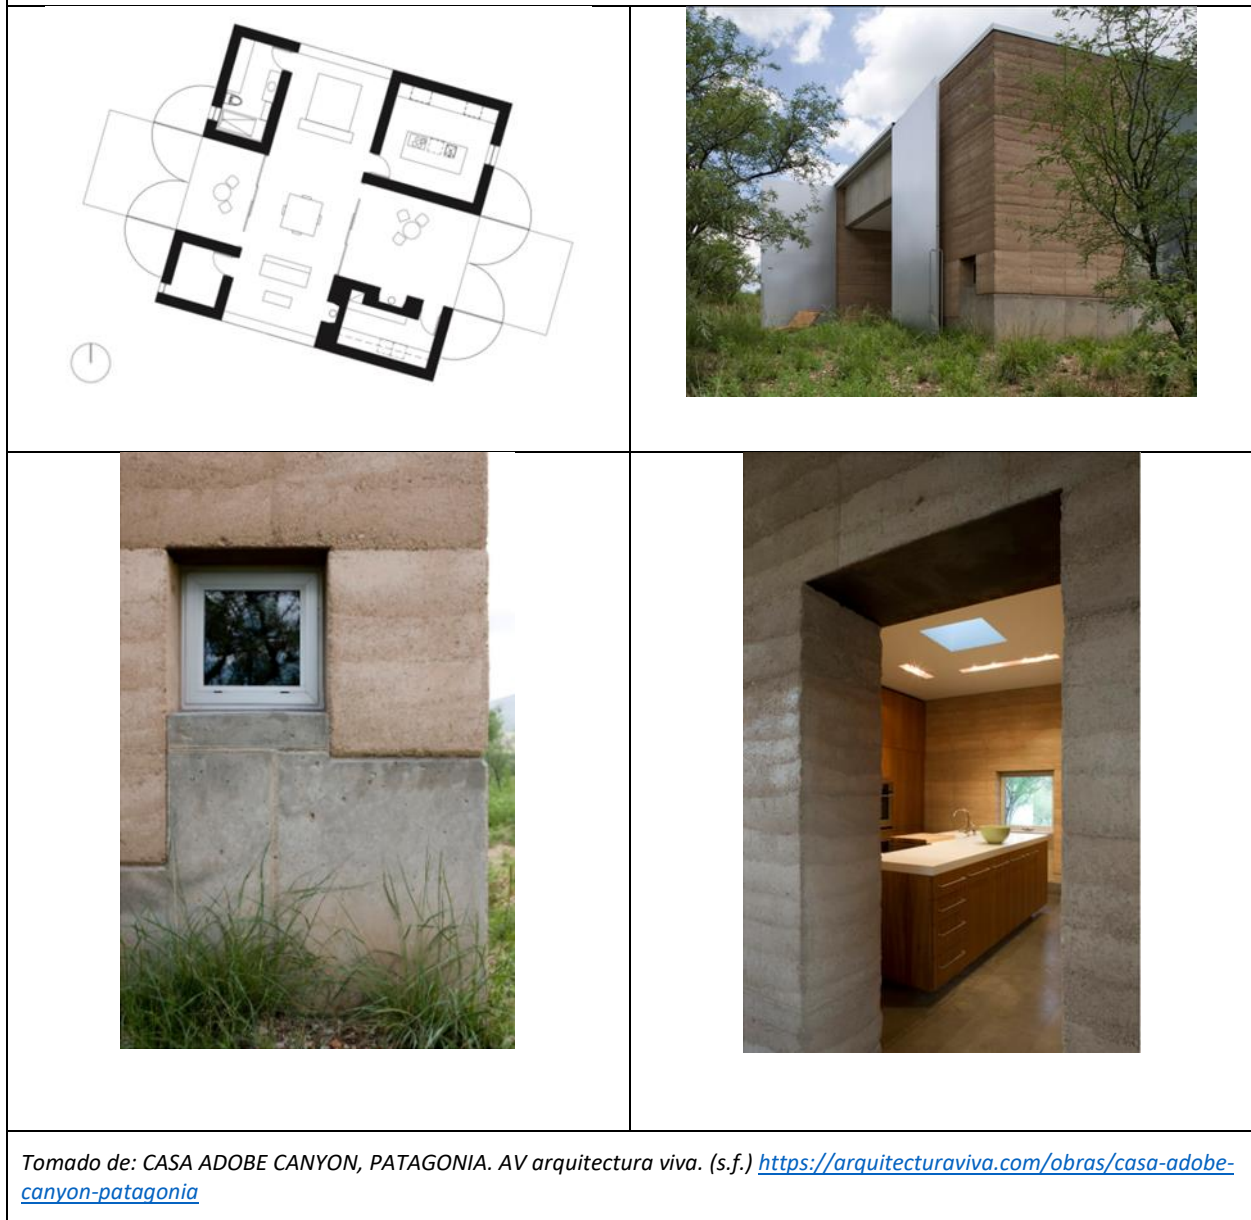 Tomado de: CASA ADOBE CANYON, PATAGONIA. AV arquitectura viva. (s.f.) https://arquitecturaviva.com/obras/casa-adobe-
canyon-patagonia